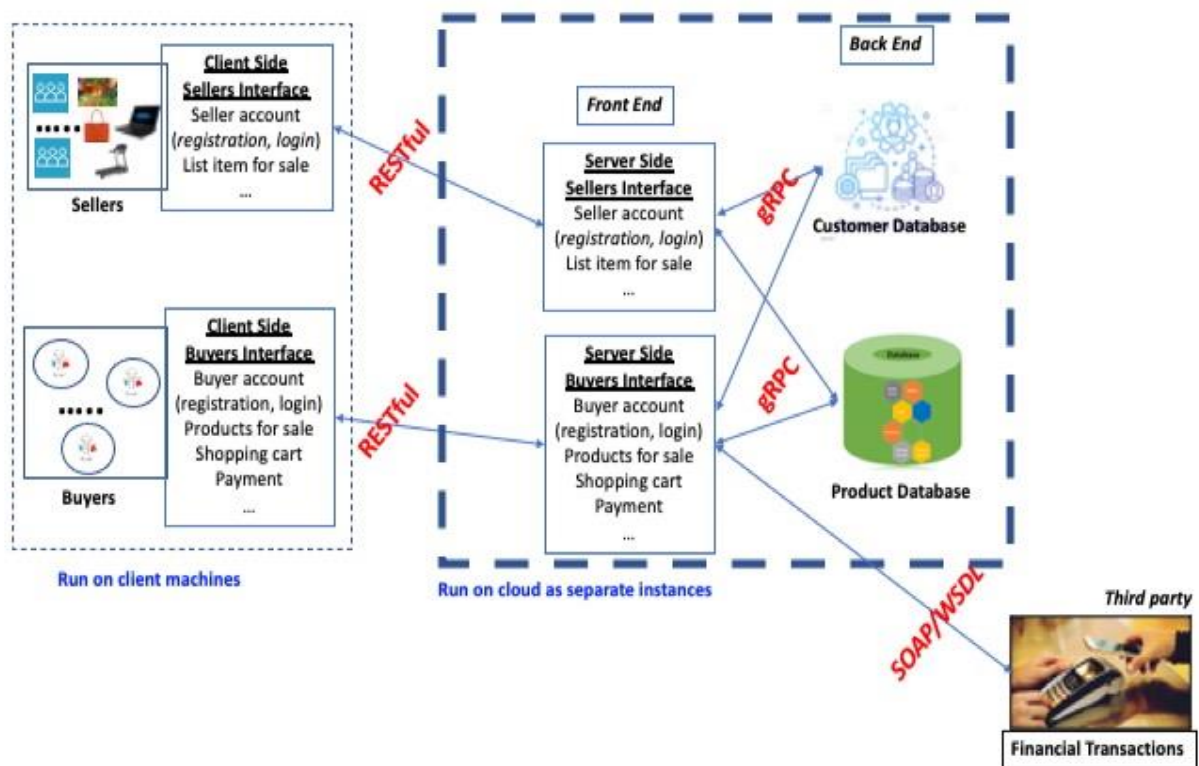 Client Side
Sellers Interface
Seller account
(registration, login)
List item for sale
...
Sellers
RESTful
Client Side
Buyers Interface
Buyer account
(registration, login)
Products for sale
Shopping cart
Payment
...
Buyers
RESTful
Run on client machines
Back End
Front End
Server Side
Sellers Interface
Seller account
(registration, login)
List item for sale
...
gRPC
Customer Database
Server Side
Buyers Interface
Buyer account
(registration, login)
Products for sale
Shopping cart
Payment
...
gRPC
Database
Product Database
Run on cloud as separate instances
SOAP/WSDL
Third party
Financial Transactions